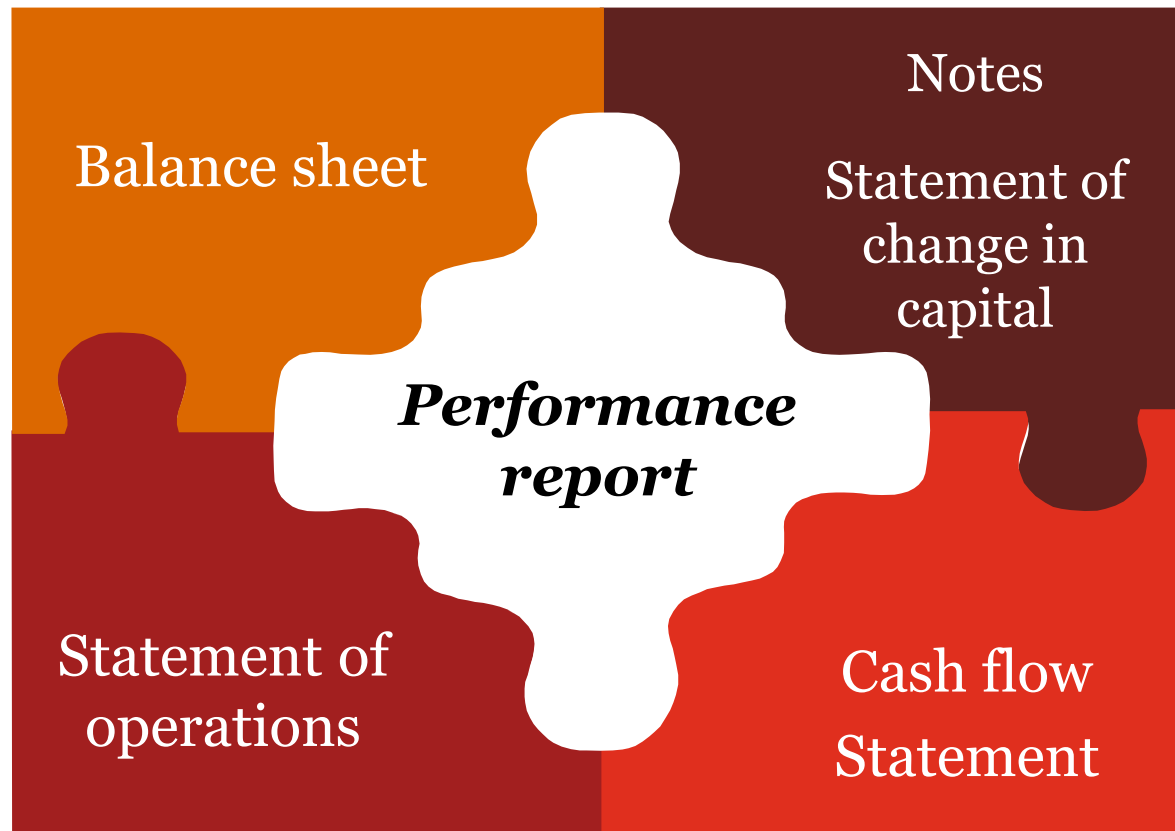 Balance sheet
Notes
Statement of
change in
capital
Performance
report
Statement of
operations
Cash flow
Statement